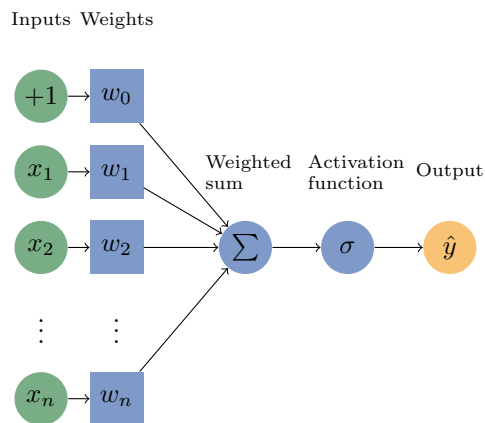 Inputs Weights
+1 w₀
x₁ w₁
Weighted sum
Activation function
Output
x₂ w₂ ∑ σ ŷ
⋮ ⋮
xₙ wₙ